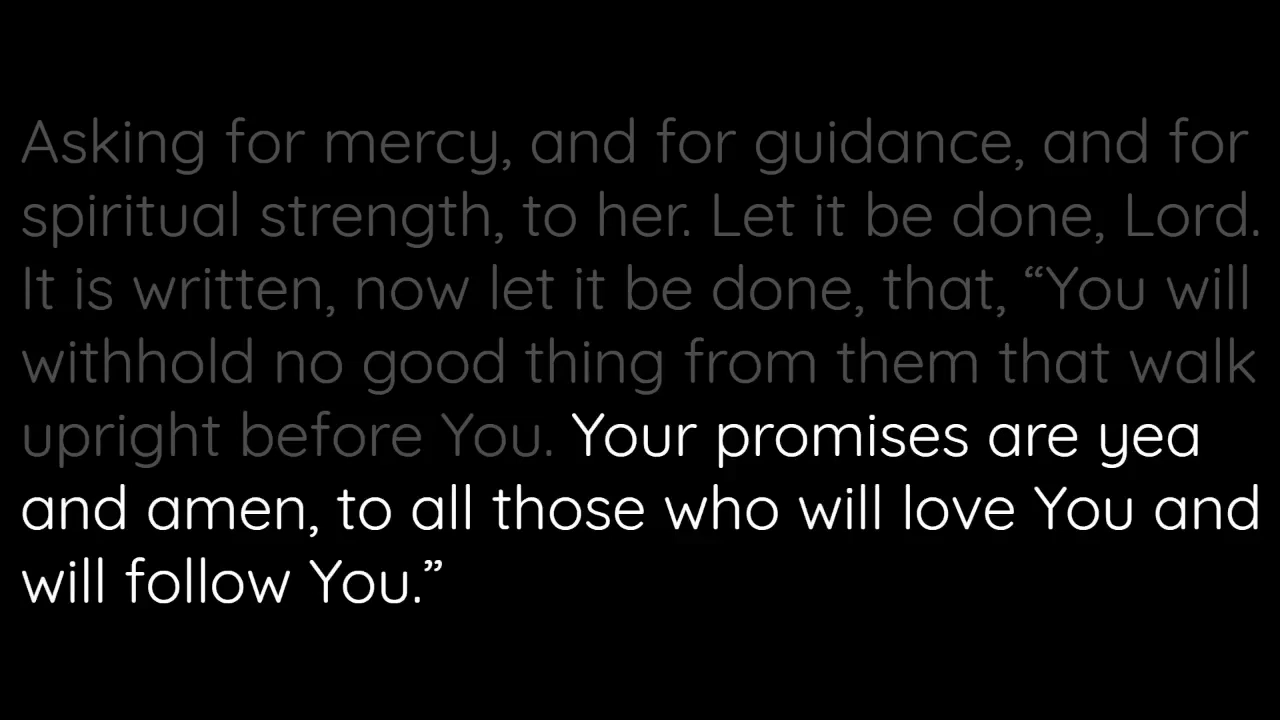 Asking for mercy, and for guidance, and for
spiritual strength, to her. Let it be done, Lord.
It is written, now let it be done, that, “You will
withhold no good thing from them that walk
upright before You. Your promises are yea
and amen, to all those who will love You and
will follow You.”